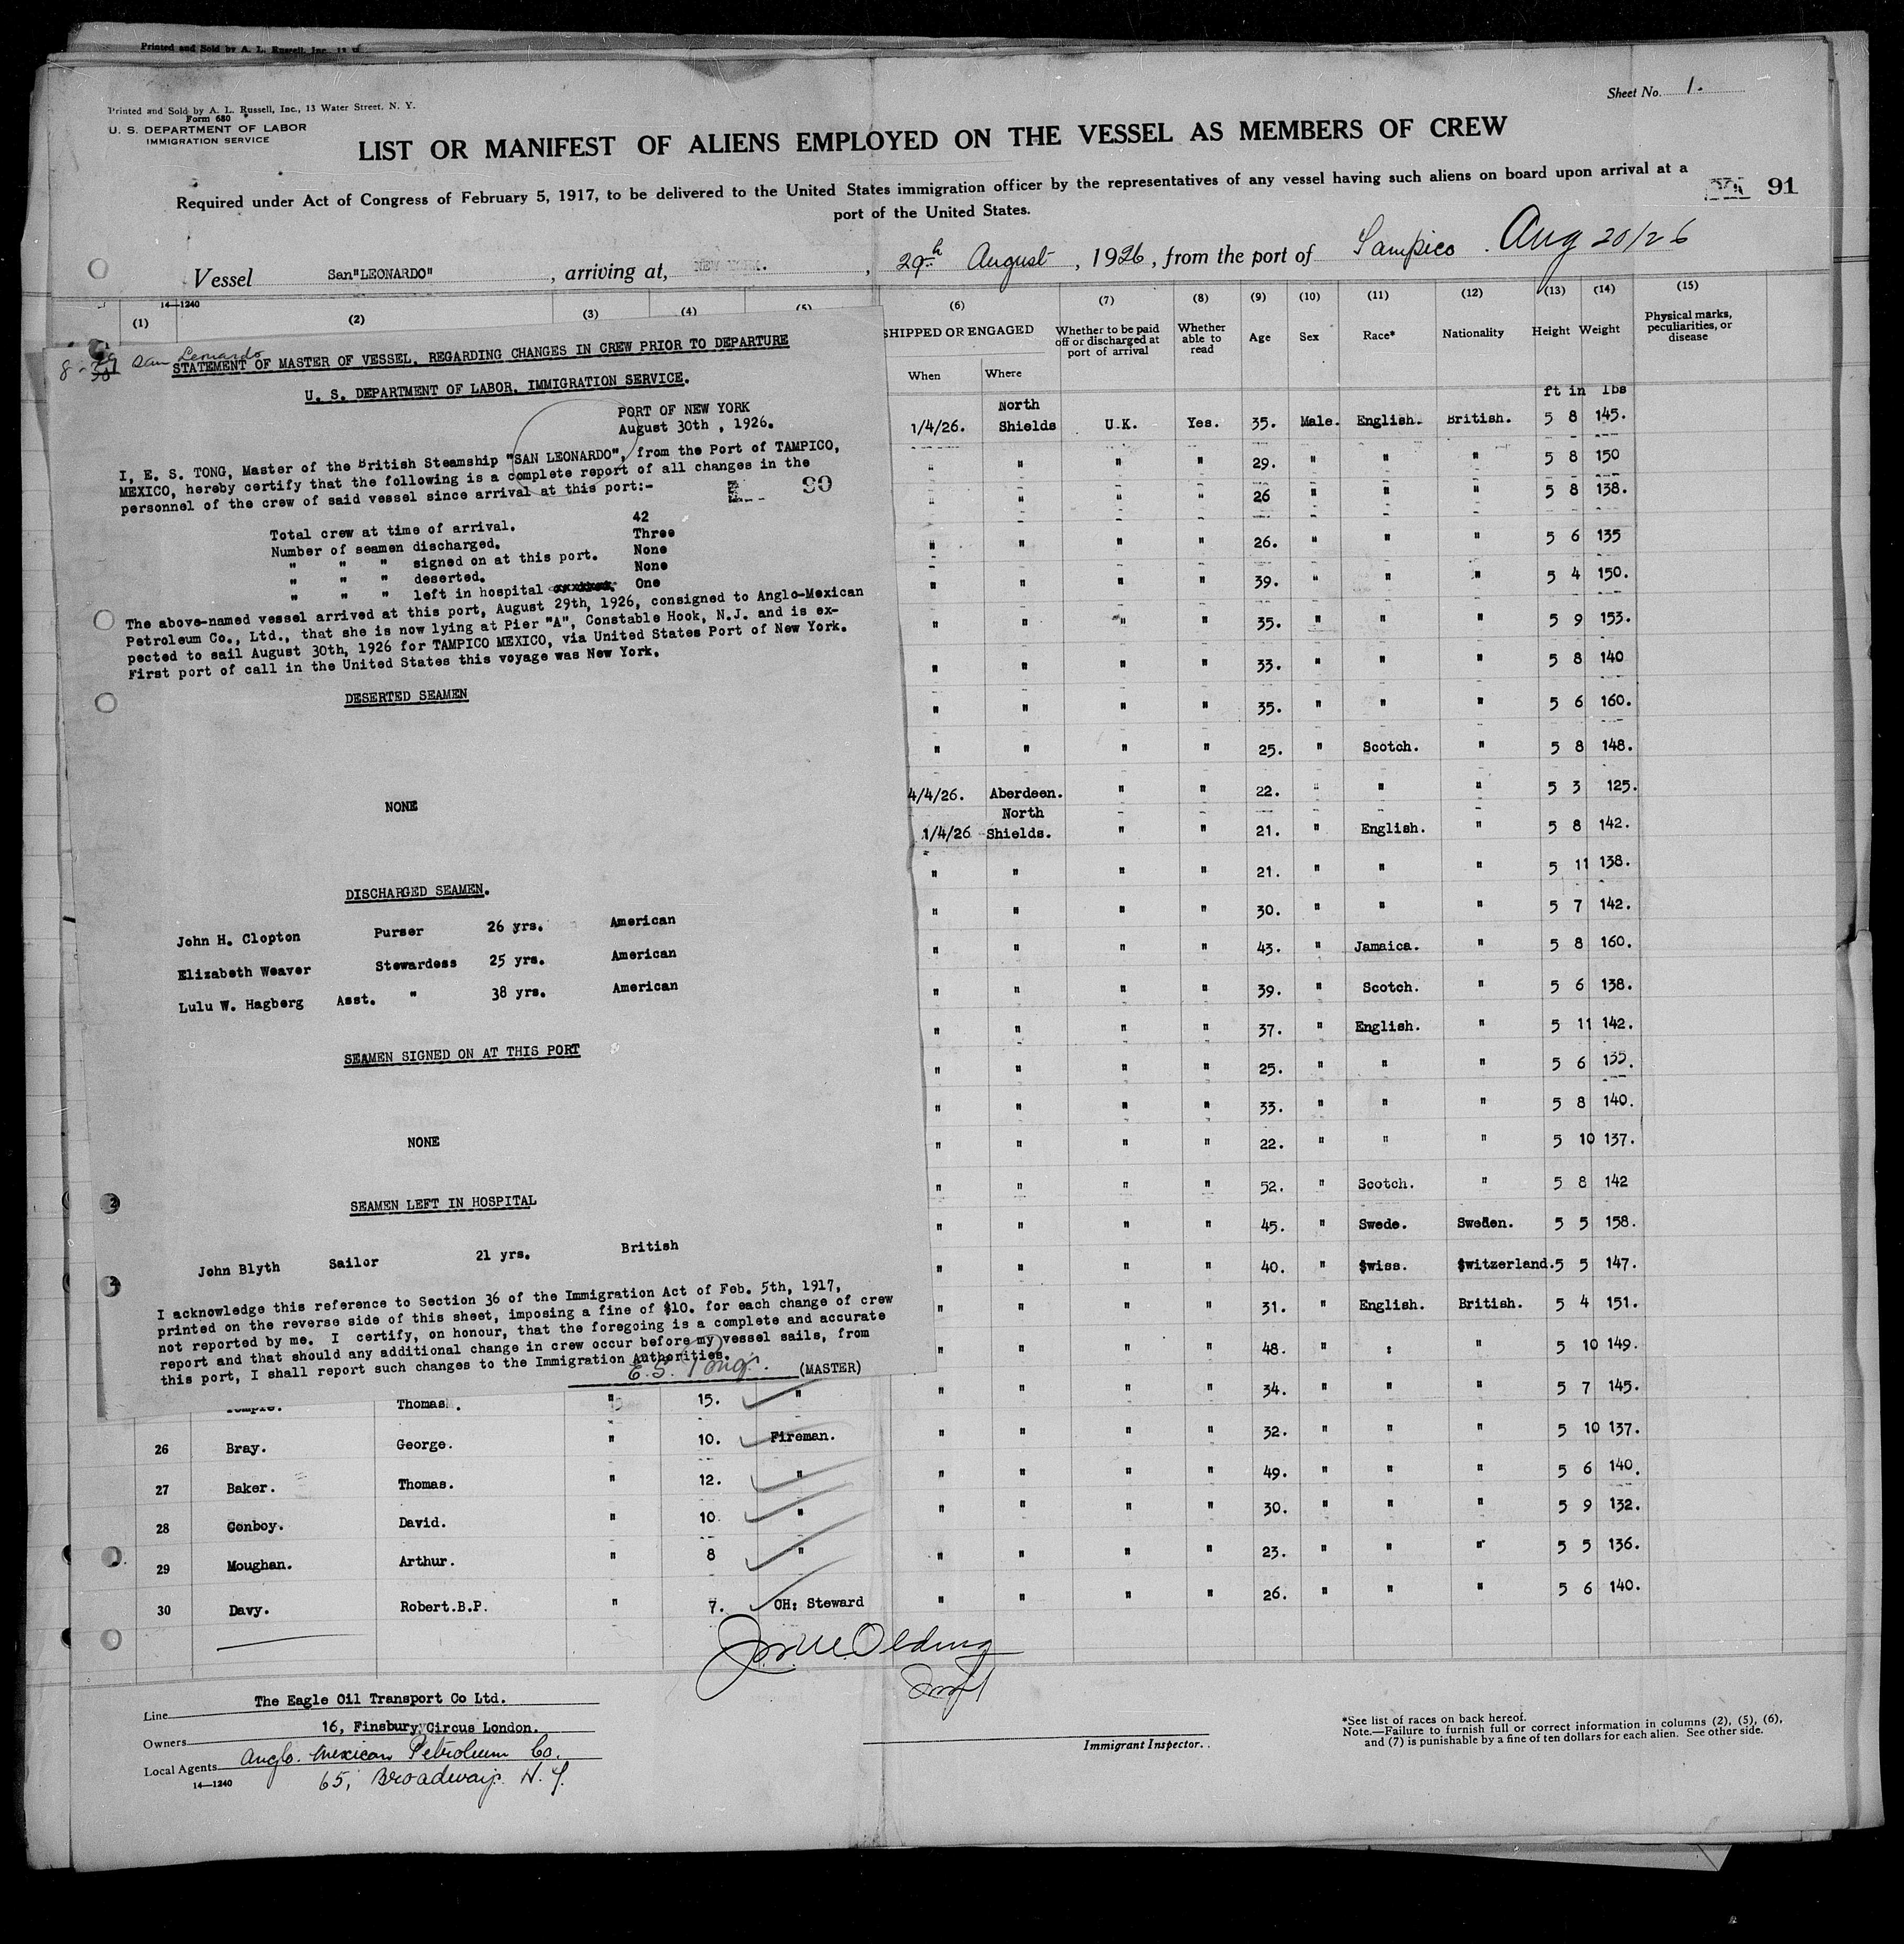 Printed and Sold by A. L. Russell, Inc. 13
Printed and Sold by A. L. Russell, Inc., 13 Water Street, N. Y.
Form 680
U. S. DEPARTMENT OF LABOR
IMMIGRATION SERVICE
Sheet No. 1.
LIST OR MANIFEST OF ALIENS EMPLOYED ON THE VESSEL AS MEMBERS OF CREW
Required under Act of Congress of February 5, 1917, to be delivered to the United States immigration officer by the representatives of any vessel having such aliens on board upon arrival at a
port of the United States.
91
Vessel San"LEONARDO", arriving at, NEW YORK., 29th August, 1926, from the port of Tampico. Aug 20/26
14—1240
(1) (2) (3) (4) (5) (6) (7) (8) (9) (10) (11) (12) (13) (14) (15)
SHIPPED OR ENGAGED
When Where
Whether to be paid off or discharged at port of arrival
Whether able to read
Age Sex Race* Nationality Height Weight
Physical marks, peculiarities, or disease
ft in lbs
8-
San Leonardo
STATEMENT OF MASTER OF VESSEL. REGARDING CHANGES IN CREW PRIOR TO DEPARTURE
U. S. DEPARTMENT OF LABOR, IMMIGRATION SERVICE.
PORT OF NEW YORK
August 30th , 1926.
I, E. S. TONG, Master of the British Steamship "SAN LEONARDO", from the Port of TAMPICO,
MEXICO, hereby certify that the following is a complete report of all changes in the
personnel of the crew of said vessel since arrival at this port:-
90
Total crew at time of arrival. 42
Number of seamen discharged. Three
" " " signed on at this port. None
" " " deserted. None
" " " left in hospital One
The above-named vessel arrived at this port, August 29th, 1926, consigned to Anglo-Mexican
Petroleum Co., Ltd., that she is now lying at Pier "A", Constable Hook, N.J. and is ex-
pected to sail August 30th, 1926 for TAMPICO MEXICO, via United States Port of New York.
First port of call in the United States this voyage was New York.
DESERTED SEAMEN
NONE
DISCHARGED SEAMEN.
John H. Clopton Purser 26 yrs. American
Elizabeth Weaver Stewardess 25 yrs. American
Lulu W. Hagberg Asst. " 38 yrs. American
SEAMEN SIGNED ON AT THIS PORT
NONE
SEAMEN LEFT IN HOSPITAL
John Blyth Sailor 21 yrs. British
I acknowledge this reference to Section 36 of the Immigration Act of Feb. 5th, 1917,
printed on the reverse side of this sheet, imposing a fine of $10. for each change of crew
not reported by me. I certify, on honour, that the foregoing is a complete and accurate
report and that should any additional change in crew occur before my vessel sails, from
this port, I shall report such changes to the Immigration Authorities.
E. S. Tong. (MASTER)
1/4/26. North Shields U.K. Yes. 35. Male. English. British. 5 8 145.
" " " " 29. " " " 5 8 150
" " " " 26 " " " 5 8 138.
" " " " 26. " " " 5 6 135
" " " " 39. " " " 5 4 150.
" " " " 35. " " " 5 9 153.
" " " " 33. " " " 5 8 140
" " " " 35. " " " 5 6 160.
" " " " 25. " Scotch. " 5 8 148.
4/4/26. Aberdeen. " " 22. " " " 5 3 125.
1/4/26 North Shields. " " 21. " English. " 5 8 142.
" " " " 21. " " " 5 11 138.
" " " " 30. " " " 5 7 142.
" " " " 43. " Jamaica. " 5 8 160.
" " " " 39. " Scotch. " 5 6 138.
" " " " 37. " English. " 5 11 142.
" " " " 25. " " " 5 6 135.
" " " " 33. " " " 5 8 140.
" " " " 22. " " " 5 10 137.
" " " " 52. " Scotch. " 5 8 142
" " " " 45. " Swede. Sweden. 5 5 158.
" " " " 40. " Swiss. Switzerland. 5 5 147.
" " " " 31. " English. British. 5 4 151.
" " " " 48. " : " 5 10 149.
Thomas. " 15. " " " " " 34. " " " 5 7 145.
26 Bray. George. " 10. Fireman. " " " " 32. " " " 5 10 137.
27 Baker. Thomas. " 12. " " " " " 49. " " " 5 6 140.
28 Conboy. David. " 10. " " " " " 30. " " " 5 9 132.
29 Moughan. Arthur. " 8 " " " " " 23. " " " 5 5 136.
30 Davy. Robert.B.P. " 7. CH: Steward " " " " 26. " " " 5 6 140.
Line The Eagle Oil Transport Co Ltd.
16, Finsbury, Circus London.
Owners
Local Agents Anglo. Mexican Petroleum Co.
14—1240 65, Broadway. N.Y.
Immigrant Inspector.
*See list of races on back hereof.
Note.—Failure to furnish full or correct information in columns (2), (5), (6),
and (7) is punishable by a fine of ten dollars for each alien. See other side.